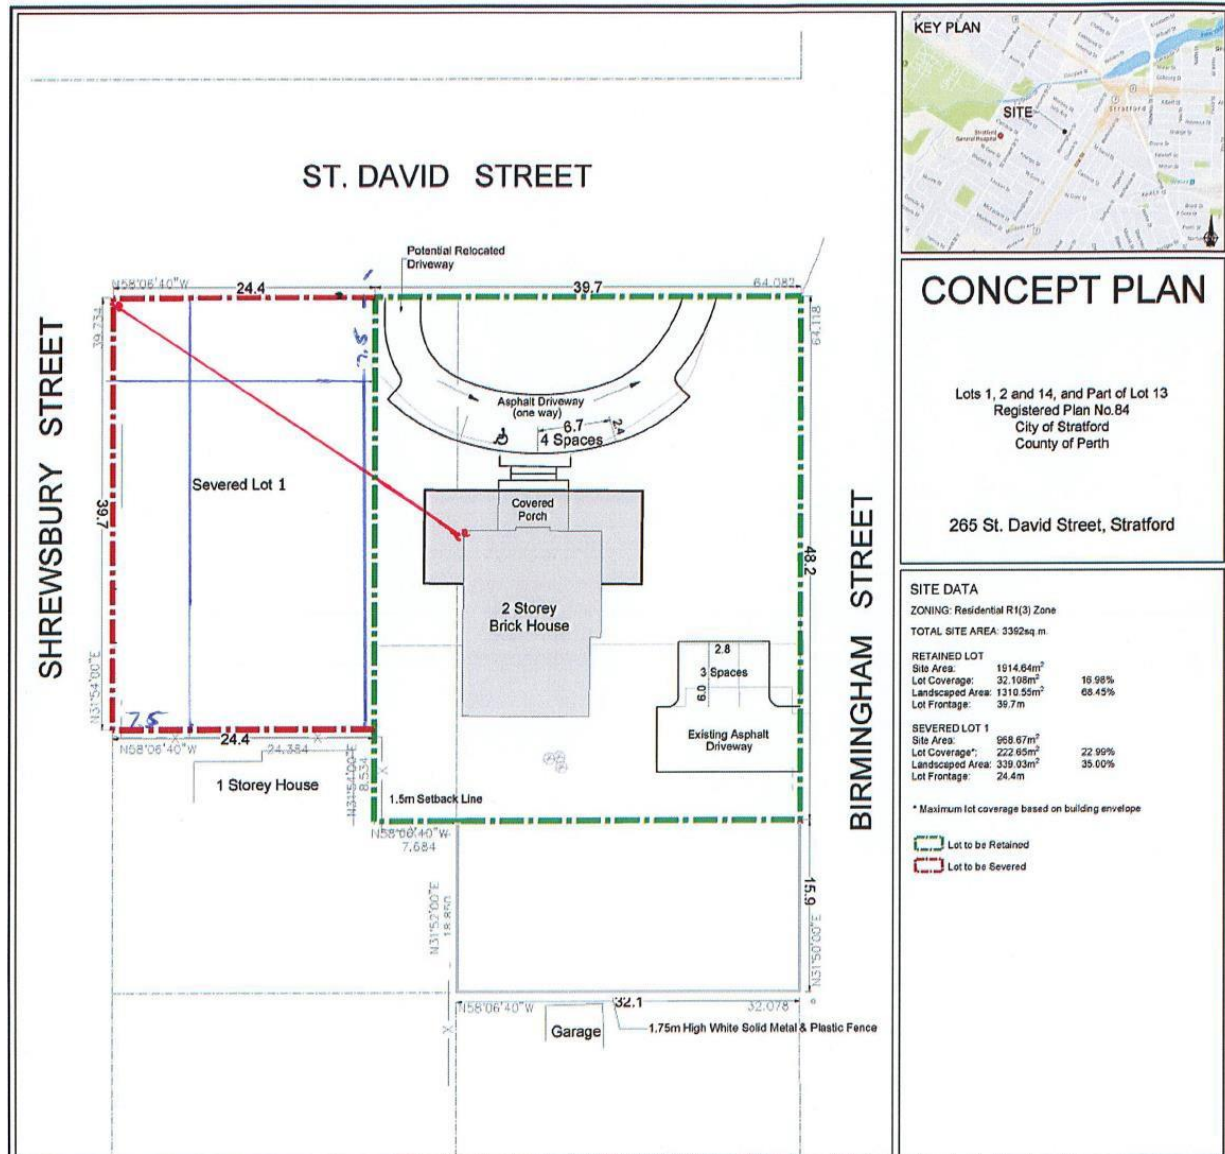 KEY PLAN
SITE
Stratford
Stratford
General Hospital
CONCEPT PLAN
Lots 1, 2 and 14, and Part of Lot 13
Registered Plan No.84
City of Stratford
County of Perth
265 St. David Street, Stratford
SITE DATA
ZONING: Residential R1(3) Zone
TOTAL SITE AREA: 3392sq.m.
RETAINED LOT
Site Area: 1914.64m²
Lot Coverage: 32.108m² 16.98%
Landscaped Area: 1310.55m² 68.45%
Lot Frontage: 39.7m
SEVERED LOT 1
Site Area: 968.67m²
Lot Coverage*: 222.65m² 22.99%
Landscaped Area: 339.03m² 35.00%
Lot Frontage: 24.4m
* Maximum lot coverage based on building envelope
Lot to be Retained
Lot to be Severed
ST. DAVID STREET
SHREWSBURY STREET
BIRMINGHAM STREET
Potential Relocated
Driveway
N58°06'40"W
24.4
39.7
64.082
39.734
64.118
7.5
Asphalt Driveway
(one way)
6.7
2.4
4 Spaces
Severed Lot 1
39.7
Covered
Porch
48.2
2 Storey
Brick House
2.8
3 Spaces
6.0
Existing Asphalt
Driveway
N31°54'00"E
7.5
N58°06'40"W
24.4
24.384
1 Storey House
N31°54'00"E
8.534
1.5m Setback Line
N58°06'40"W
7.684
N31°52'00"E
18.850
15.9
N31°50'00"E
N58°06'40"W
32.1
32.078
Garage
1.75m High White Solid Metal & Plastic Fence